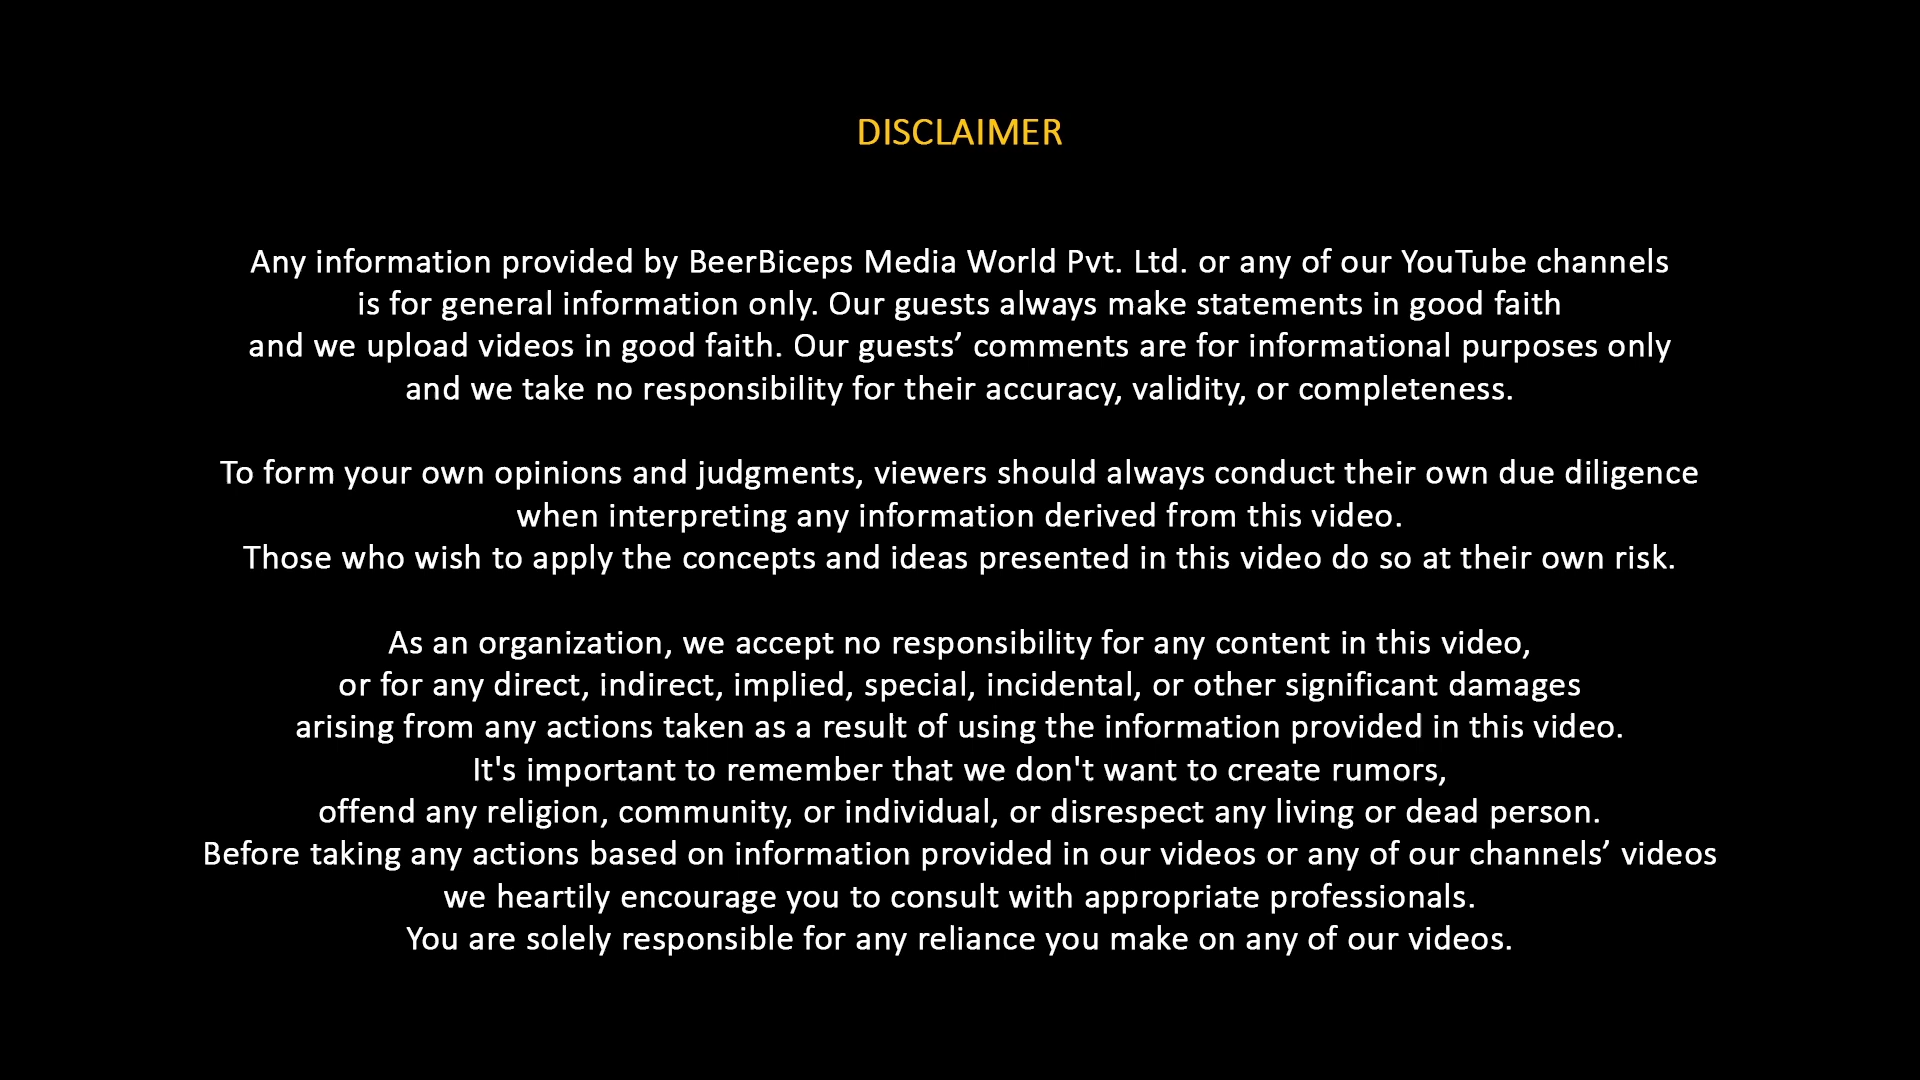 DISCLAIMER
Any information provided by BeerBiceps Media World Pvt. Ltd. or any of our YouTube channels
is for general information only. Our guests always make statements in good faith
and we upload videos in good faith. Our guests’ comments are for informational purposes only
and we take no responsibility for their accuracy, validity, or completeness.
To form your own opinions and judgments, viewers should always conduct their own due diligence
when interpreting any information derived from this video.
Those who wish to apply the concepts and ideas presented in this video do so at their own risk.
As an organization, we accept no responsibility for any content in this video,
or for any direct, indirect, implied, special, incidental, or other significant damages
arising from any actions taken as a result of using the information provided in this video.
It's important to remember that we don't want to create rumors,
offend any religion, community, or individual, or disrespect any living or dead person.
Before taking any actions based on information provided in our videos or any of our channels’ videos
we heartily encourage you to consult with appropriate professionals.
You are solely responsible for any reliance you make on any of our videos.